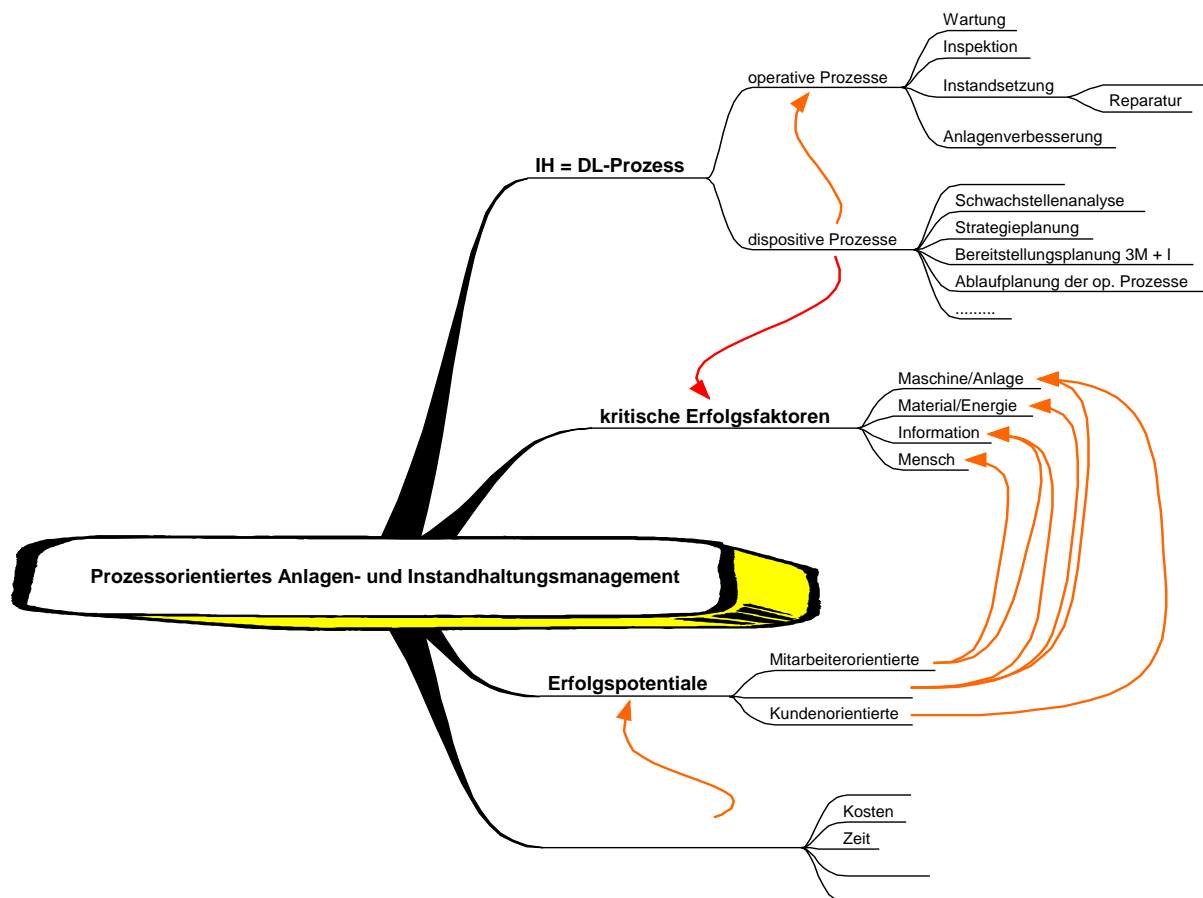 Wartung
Inspektion
operative Prozesse
Instandsetzung
Reparatur
Anlagenverbesserung
IH = DL-Prozess
Schwachstellenanalyse
Strategieplanung
dispositive Prozesse
Bereitstellungsplanung 3M + I
Ablaufplanung der op. Prozesse
.........
Maschine/Anlage
Material/Energie
kritische Erfolgsfaktoren
Information
Mensch
Prozessorientiertes Anlagen- und Instandhaltungsmanagement
Mitarbeiterorientierte
Erfolgspotentiale
Kundenorientierte
Kosten
Zeit